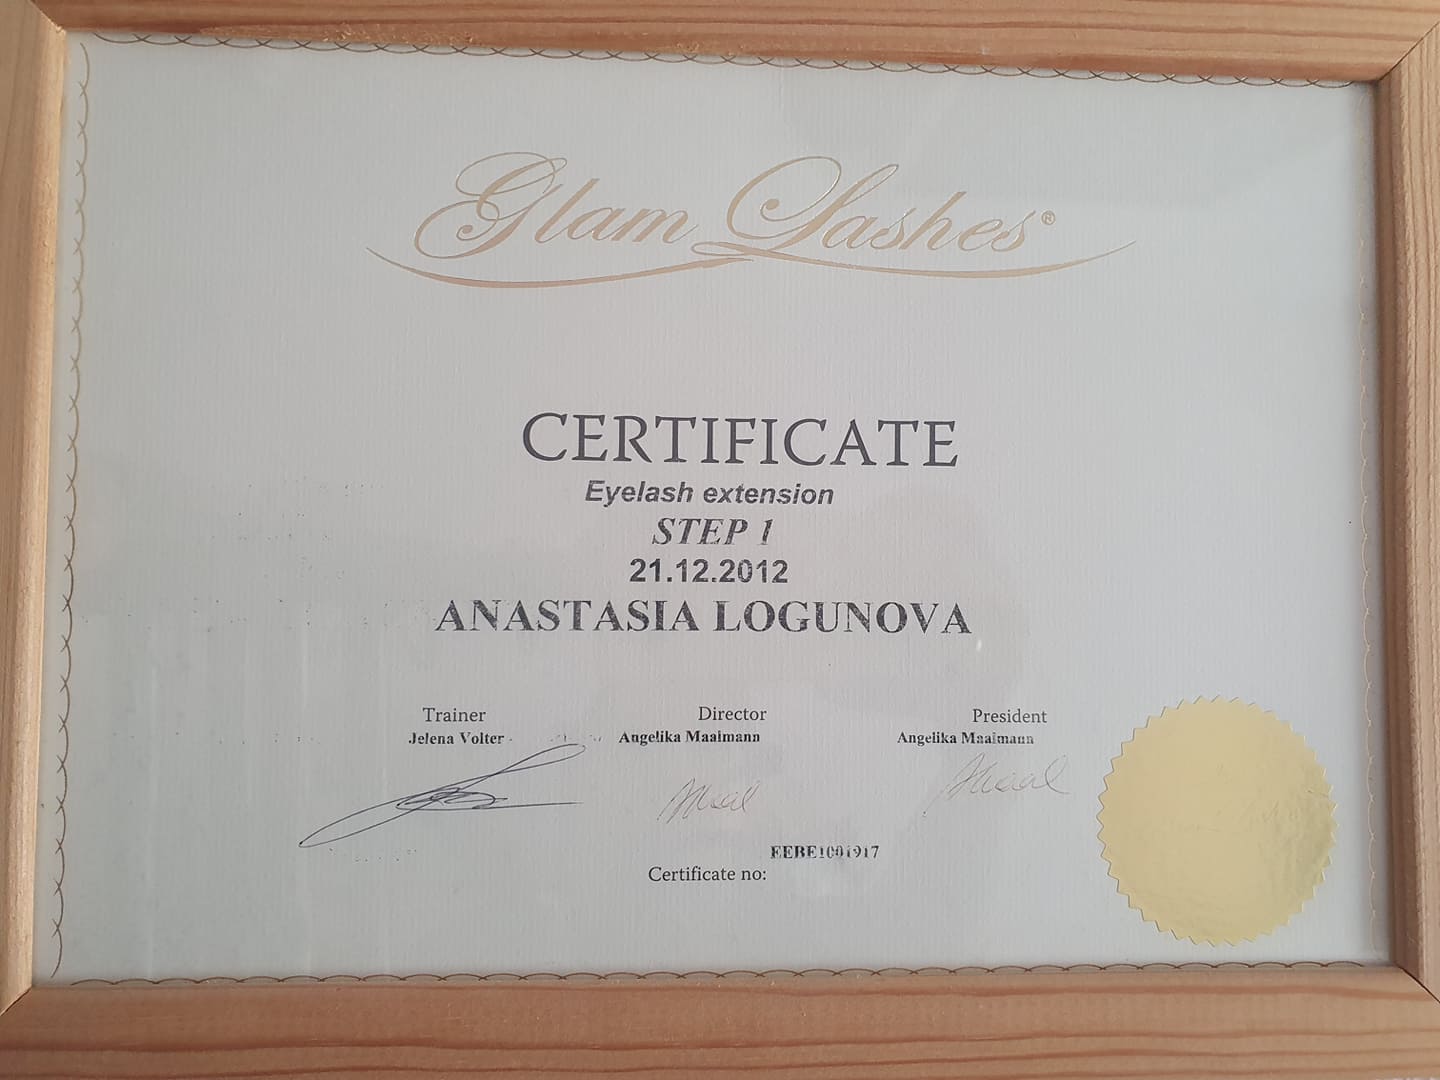 Glam Lashes®
CERTIFICATE
Eyelash extension
STEP 1
21.12.2012
ANASTASIA LOGUNOVA
Trainer Director President
Jelena Volter Angelika Maaimann Angelika Maaimann
EEBE1001917
Certificate no: